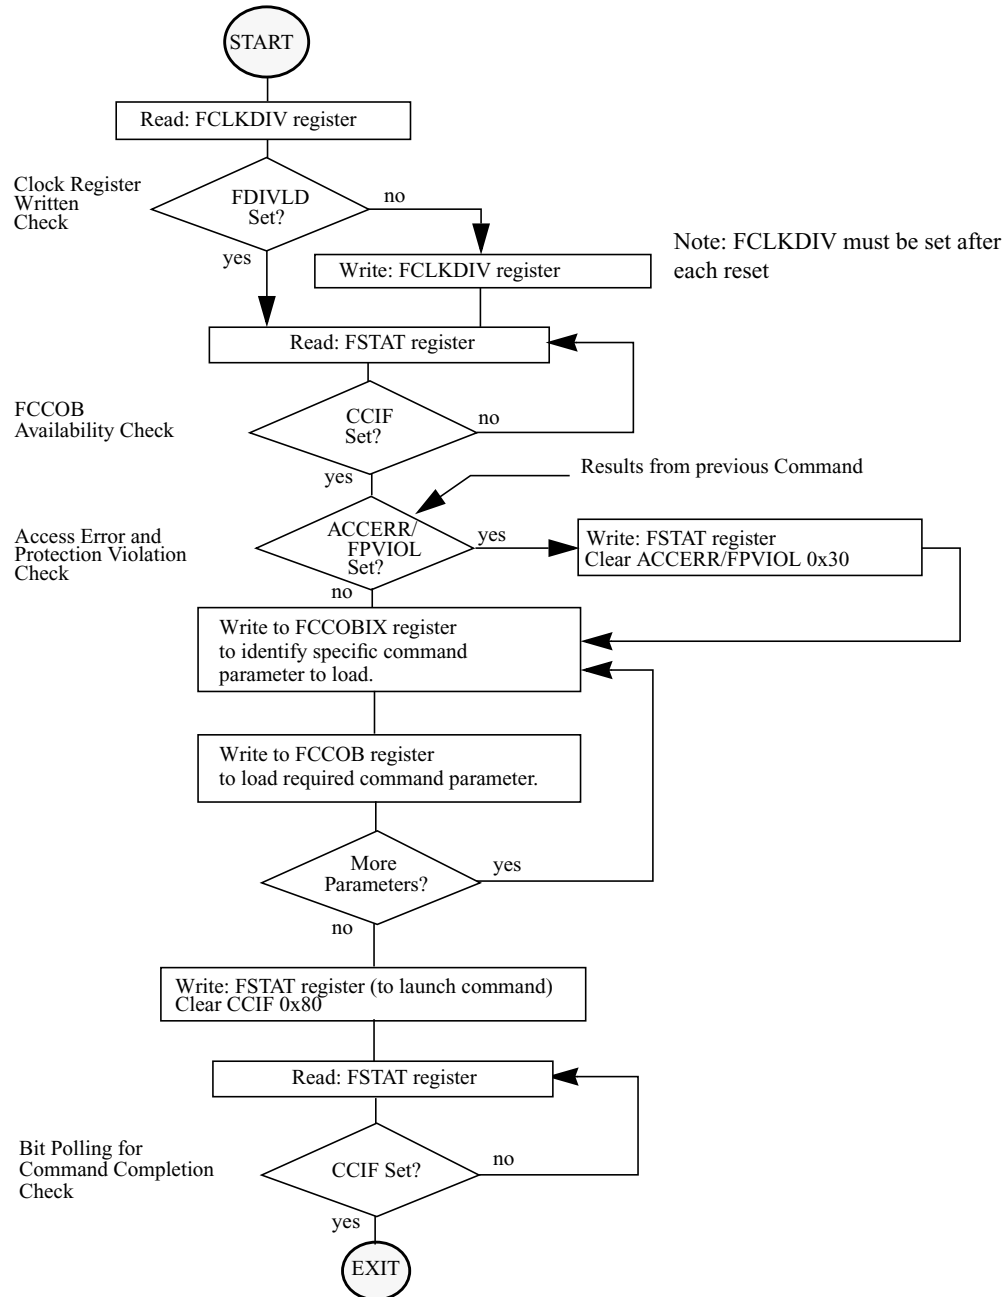 START
Read: FCLKDIV register
Clock Register
Written
Check
FDIVLD
Set?
no
yes
Write: FCLKDIV register
Note: FCLKDIV must be set after
each reset
Read: FSTAT register
FCCOB
Availability Check
CCIF
Set?
no
yes
Results from previous Command
Access Error and
Protection Violation
Check
ACCERR/
FPVIOL
Set?
yes
no
Write: FSTAT register
Clear ACCERR/FPVIOL 0x30
Write to FCCOBIX register
to identify specific command
parameter to load.
Write to FCCOB register
to load required command parameter.
More
Parameters?
yes
no
Write: FSTAT register (to launch command)
Clear CCIF 0x80
Read: FSTAT register
Bit Polling for
Command Completion
Check
CCIF Set?
no
yes
EXIT